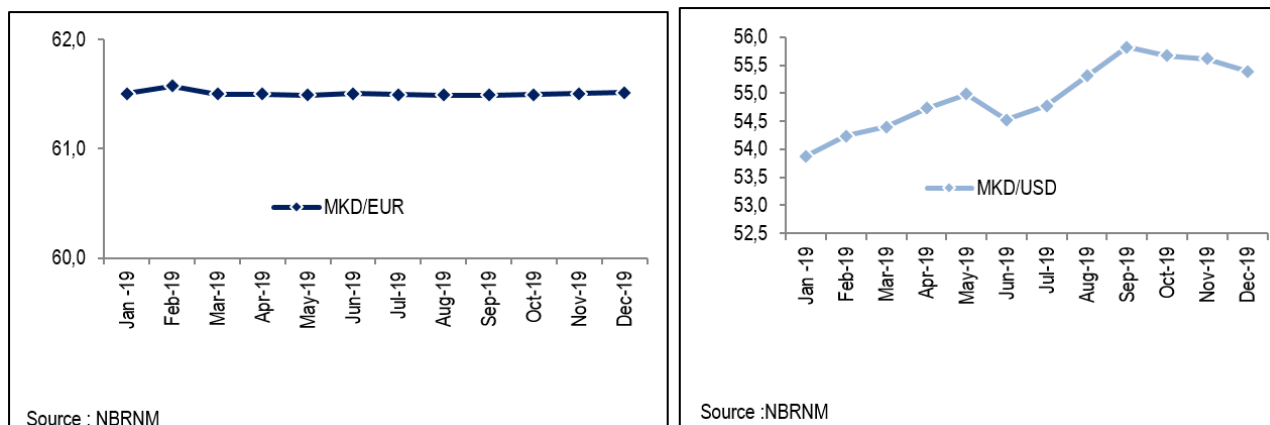 62,0
61,0
60,0
MKD/EUR
Jan -19
Feb-19
Mar-19
Apr-19
May-19
Jun-19
Jul-19
Aug-19
Sep-19
Oct-19
Nov-19
Dec-19
Source : NBRNM
56,0
55,5
55,0
54,5
54,0
53,5
53,0
52,5
MKD/USD
Jan -19
Feb-19
Mar-19
Apr-19
May-19
Jun-19
Jul-19
Aug-19
Sep-19
Oct-19
Nov-19
Dec-19
Source :NBRNM